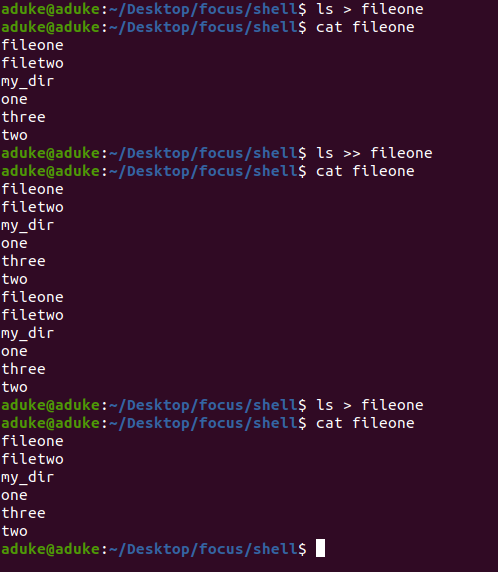 aduke@aduke:~/Desktop/focus/shell$ ls > fileone
aduke@aduke:~/Desktop/focus/shell$ cat fileone
fileone
filetwo
my_dir
one
three
two
aduke@aduke:~/Desktop/focus/shell$ ls >> fileone
aduke@aduke:~/Desktop/focus/shell$ cat fileone
fileone
filetwo
my_dir
one
three
two
fileone
filetwo
my_dir
one
three
two
aduke@aduke:~/Desktop/focus/shell$ ls > fileone
aduke@aduke:~/Desktop/focus/shell$ cat fileone
fileone
filetwo
my_dir
one
three
two
aduke@aduke:~/Desktop/focus/shell$